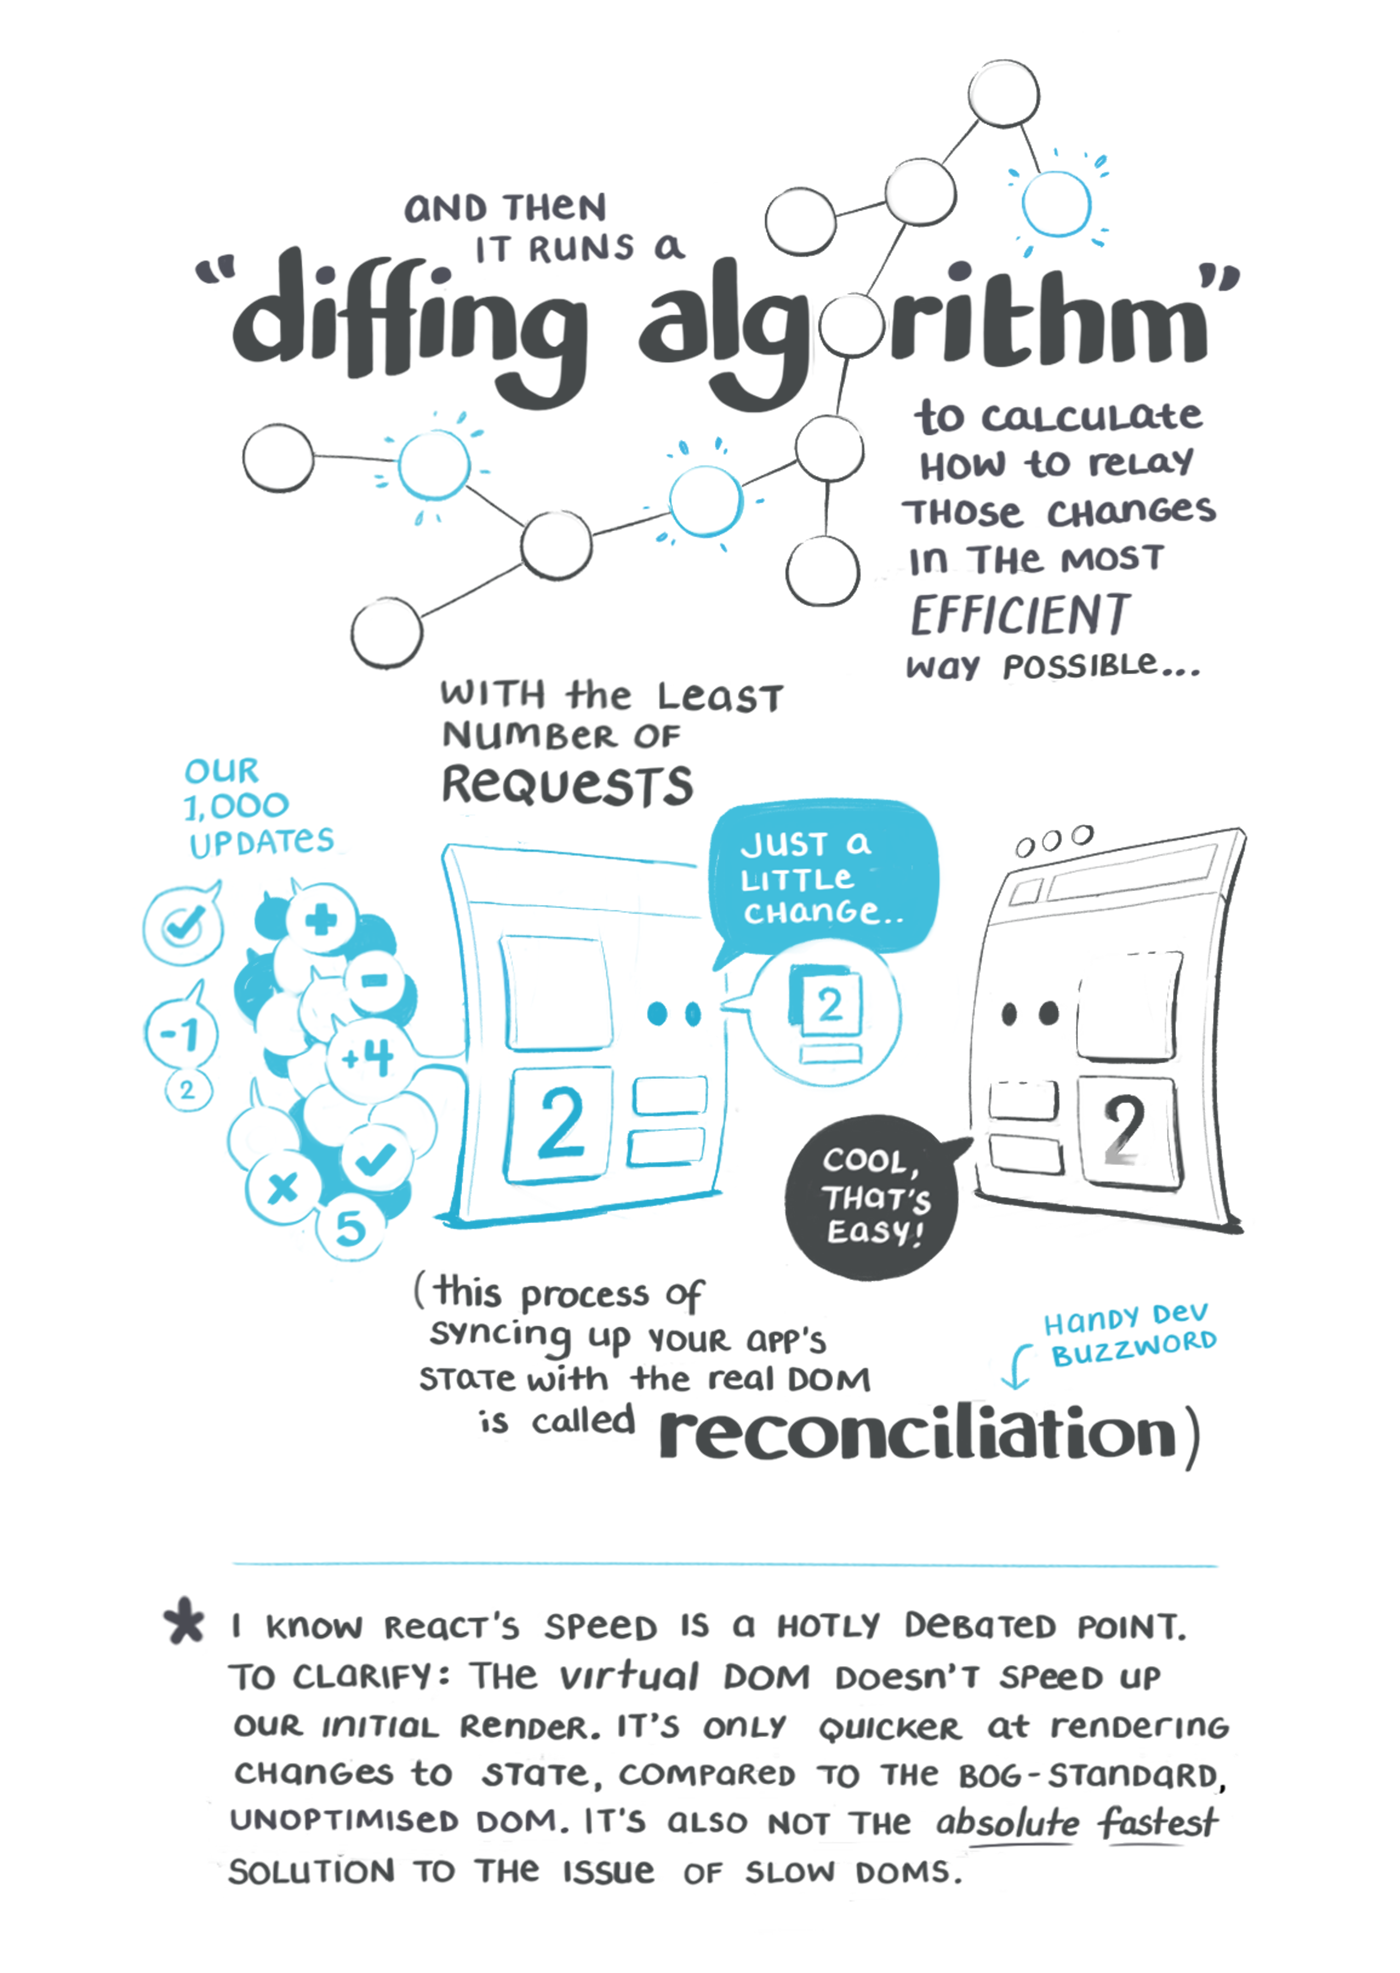 AND THEN
IT RUNS A
"diffing algorithm"
to CALCULATE
HOW to RELAY
THOSE CHANGES
IN THE MOST
EFFICIENT
WAY POSSIBLE...
WITH the LEAST
NUMBER OF
REQUESTS
OUR
1,000
UPDATES
JUST A
LITTLE
CHANGE..
+
-
-1
2
+4
x
5
2
2
2
COOL,
THAT'S
EASY!
(this process of
syncing up YOUR APP'S
STATE with the real DOM
is called reconciliation)
HANDY DEV
BUZZWORD
* I KNOW REACT'S SPEED IS A HOTLY DEBATED POINT.
TO CLARIFY: THE virtual DOM DOESN'T SPEED UP
OUR INITIAL RENDER. IT'S ONLY QUICKER at RENDERING
CHANGES to STATE, COMPARED TO THE BOG-STANDARD,
UNOPTIMISED DOM. IT'S ALSO NOT THE absolute fastest
SOLUTION TO THE ISSUE OF SLOW DOMS.